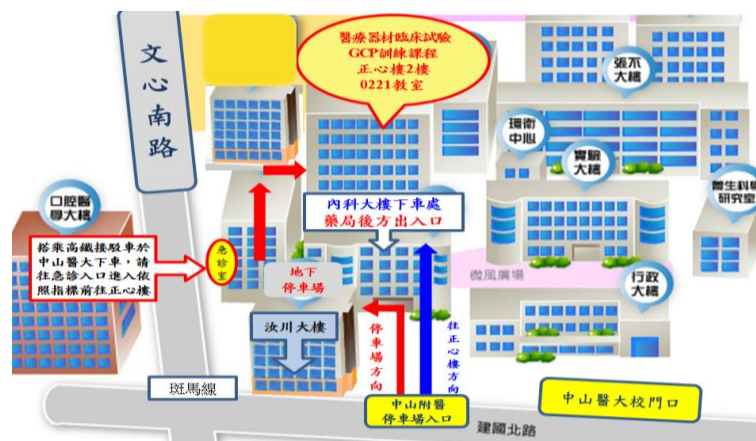 醫療器材臨床試驗
GCP訓練課程
正心樓2樓
0221教室
文心南路
張不
大樓
環衛
中心
實驗
大樓
養生科學
研究室
口腔醫
學大樓
內科大樓下車處
藥局後方出入口
搭乘高鐵接駁車於
中山醫大下車，請
往急診入口進入依
照指標前往正心樓
急診室
地下
停車場
微風廣場
行政
大樓
汝川大樓
停車場方向
往正心樓方向
斑馬線
中山附醫
停車場入口
中山醫大校門口
建國北路